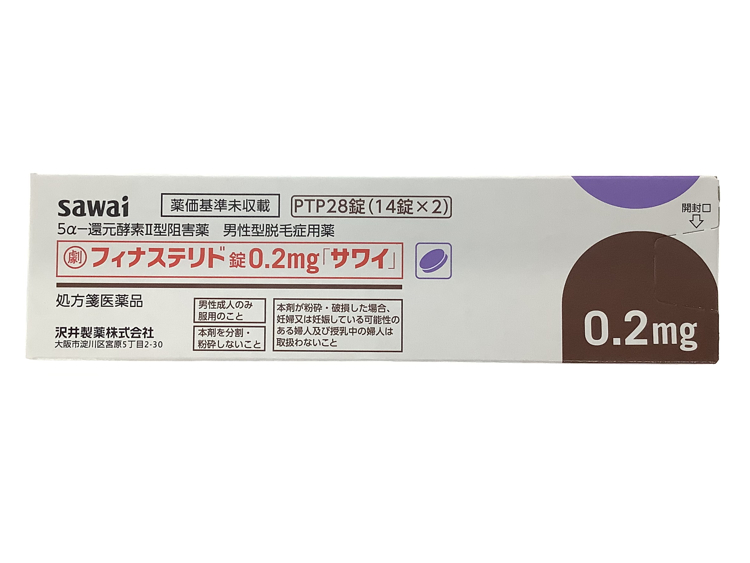 sawai 薬価基準未収載 PTP28錠(14錠×2)
5α-還元酵素Ⅱ型阻害薬 男性型脱毛症用薬
劇 フィナステリド錠0.2mg「サワイ」
処方箋医薬品
沢井製薬株式会社
大阪市淀川区宮原5丁目2-30
男性成人のみ
服用のこと
本剤を分割・
粉砕しないこと
本剤が粉砕・破損した場合、
妊婦又は妊娠している可能性の
ある婦人及び授乳中の婦人は
取扱わないこと
開封口
0.2mg